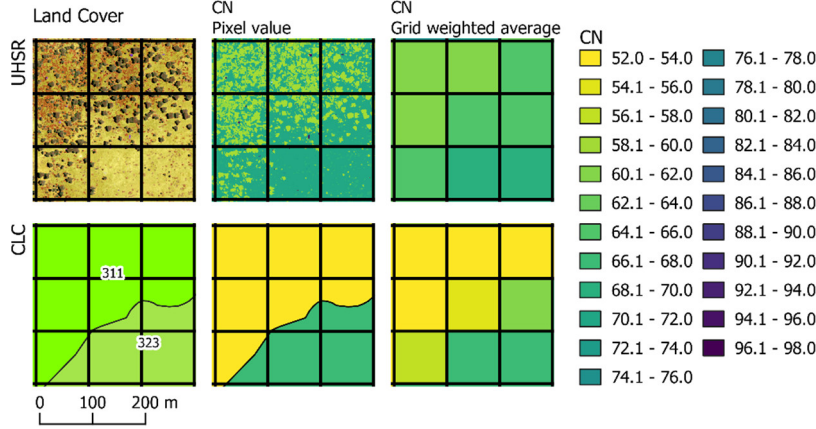 Land Cover
CN
Pixel value
CN
Grid weighted average
UHSR
CLC
311
323
0 100 200 m
CN
52.0 - 54.0
54.1 - 56.0
56.1 - 58.0
58.1 - 60.0
60.1 - 62.0
62.1 - 64.0
64.1 - 66.0
66.1 - 68.0
68.1 - 70.0
70.1 - 72.0
72.1 - 74.0
74.1 - 76.0
76.1 - 78.0
78.1 - 80.0
80.1 - 82.0
82.1 - 84.0
84.1 - 86.0
86.1 - 88.0
88.1 - 90.0
90.1 - 92.0
92.1 - 94.0
94.1 - 96.0
96.1 - 98.0